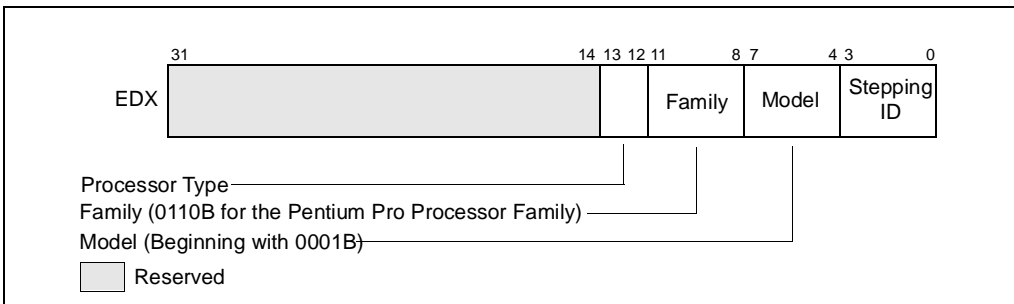 31 14 13 12 11 8 7 4 3 0
EDX
Family
Model
Stepping
ID
Processor Type
Family (0110B for the Pentium Pro Processor Family)
Model (Beginning with 0001B)
Reserved